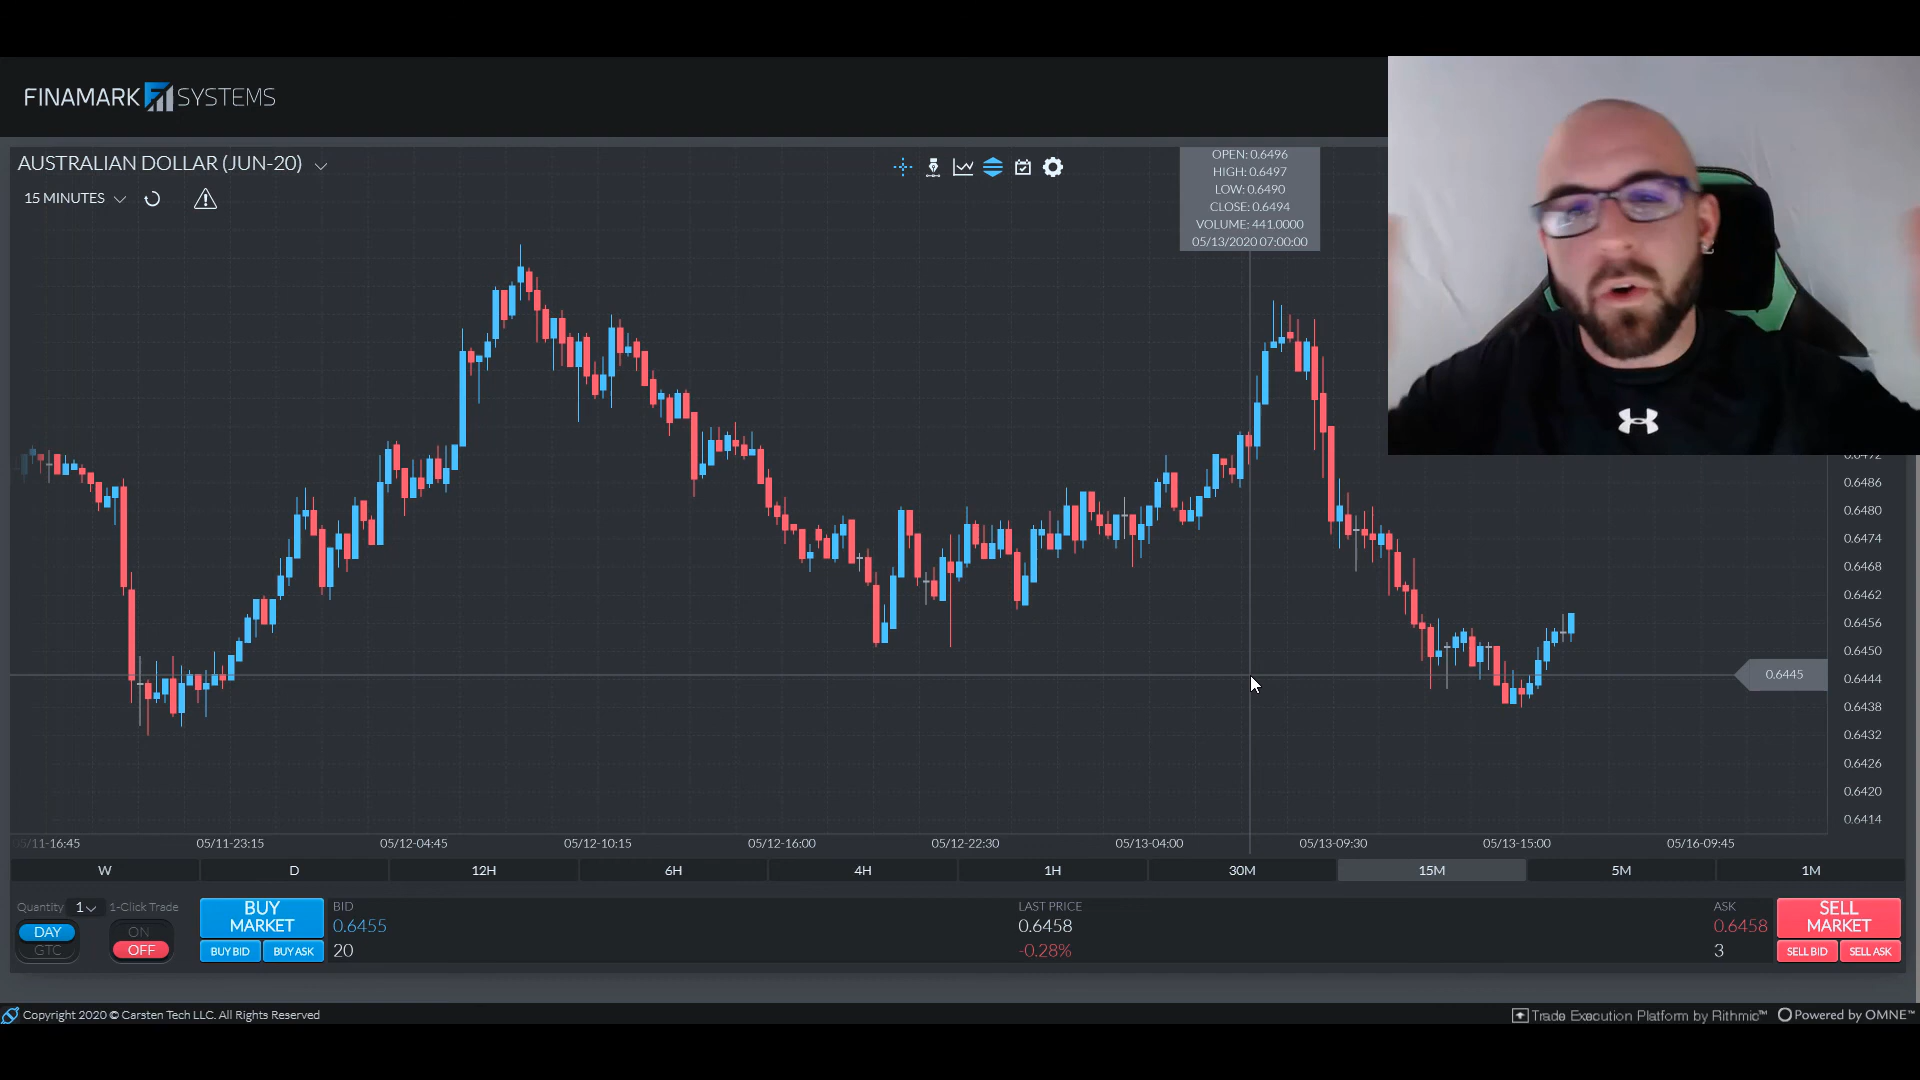 FINAMARK SYSTEMS
AUSTRALIAN DOLLAR (JUN-20)
15 MINUTES
OPEN: 0.6496
HIGH: 0.6497
LOW: 0.6490
CLOSE: 0.6494
VOLUME: 441.0000
05/13/2020 07:00:00
0.6486
0.6480
0.6474
0.6468
0.6462
0.6456
0.6450
0.6445
0.6444
0.6438
0.6432
0.6426
0.6420
0.6414
/11-16:45 05/11-23:15 05/12-04:45 05/12-10:15 05/12-16:00 05/12-22:30 05/13-04:00 05/13-09:30 05/13-15:00 05/16-09:45
W D 12H 6H 4H 1H 30M 15M 5M 1M
Quantity 1 1-Click Trade
DAY
GTC
ON
OFF
BUY
MARKET
BUY BID BUY ASK
BID
0.6455
20
LAST PRICE
0.6458
-0.28%
ASK
0.6458
3
SELL
MARKET
SELL BID SELL ASK
Copyright 2020 © Carsten Tech LLC. All Rights Reserved
Trade Execution Platform by Rithmic™ Powered by OMNE™